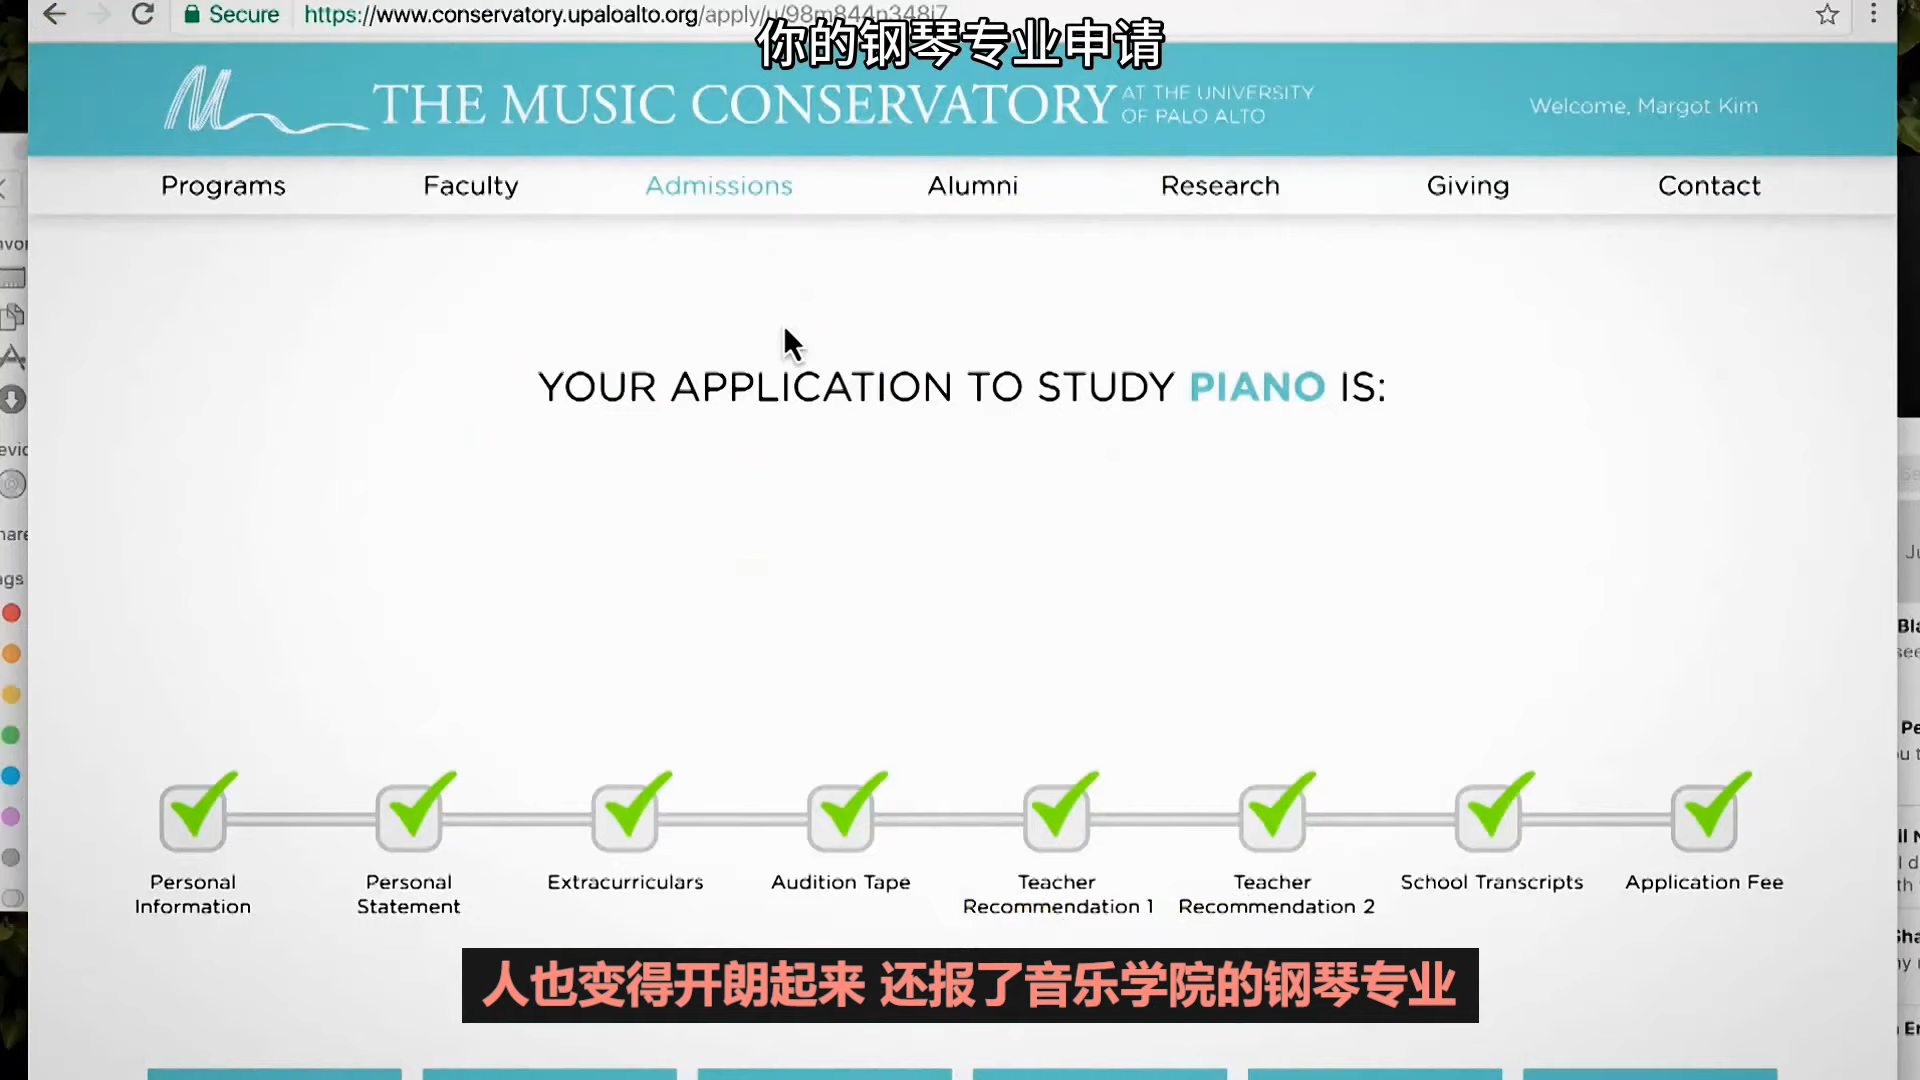 Secure
https://www.conservatory.upaloalto.org/apply/u/98m844n348j7
你的钢琴专业申请
THE MUSIC CONSERVATORY
AT THE UNIVERSITY
OF PALO ALTO
Welcome, Margot Kim
Programs
Faculty
Admissions
Alumni
Research
Giving
Contact
YOUR APPLICATION TO STUDY PIANO IS:
Personal
Information
Personal
Statement
Extracurriculars
Audition Tape
Teacher
Recommendation 1
Teacher
Recommendation 2
School Transcripts
Application Fee
人也变得开朗起来 还报了音乐学院的钢琴专业